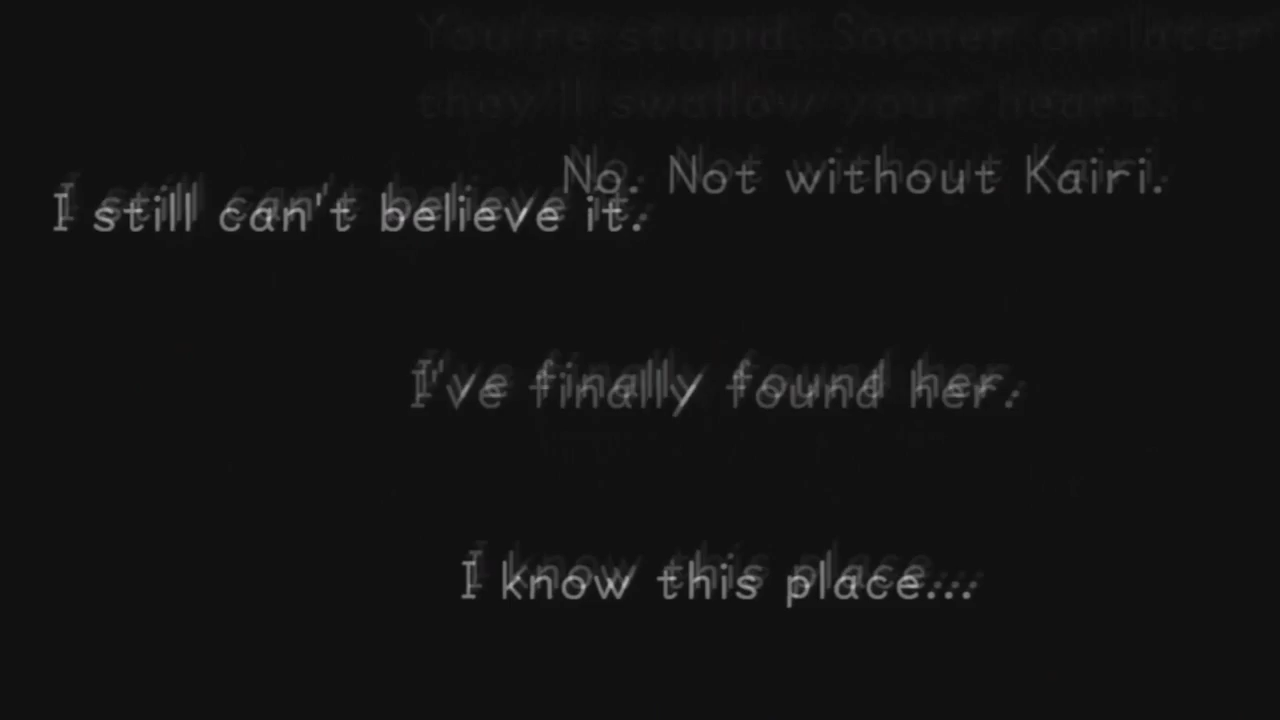 You're stupid. Sooner or later
they'll swallow your heart.
No. Not without Kairi.
I still can't believe it.
I've finally found her.
I know this place...